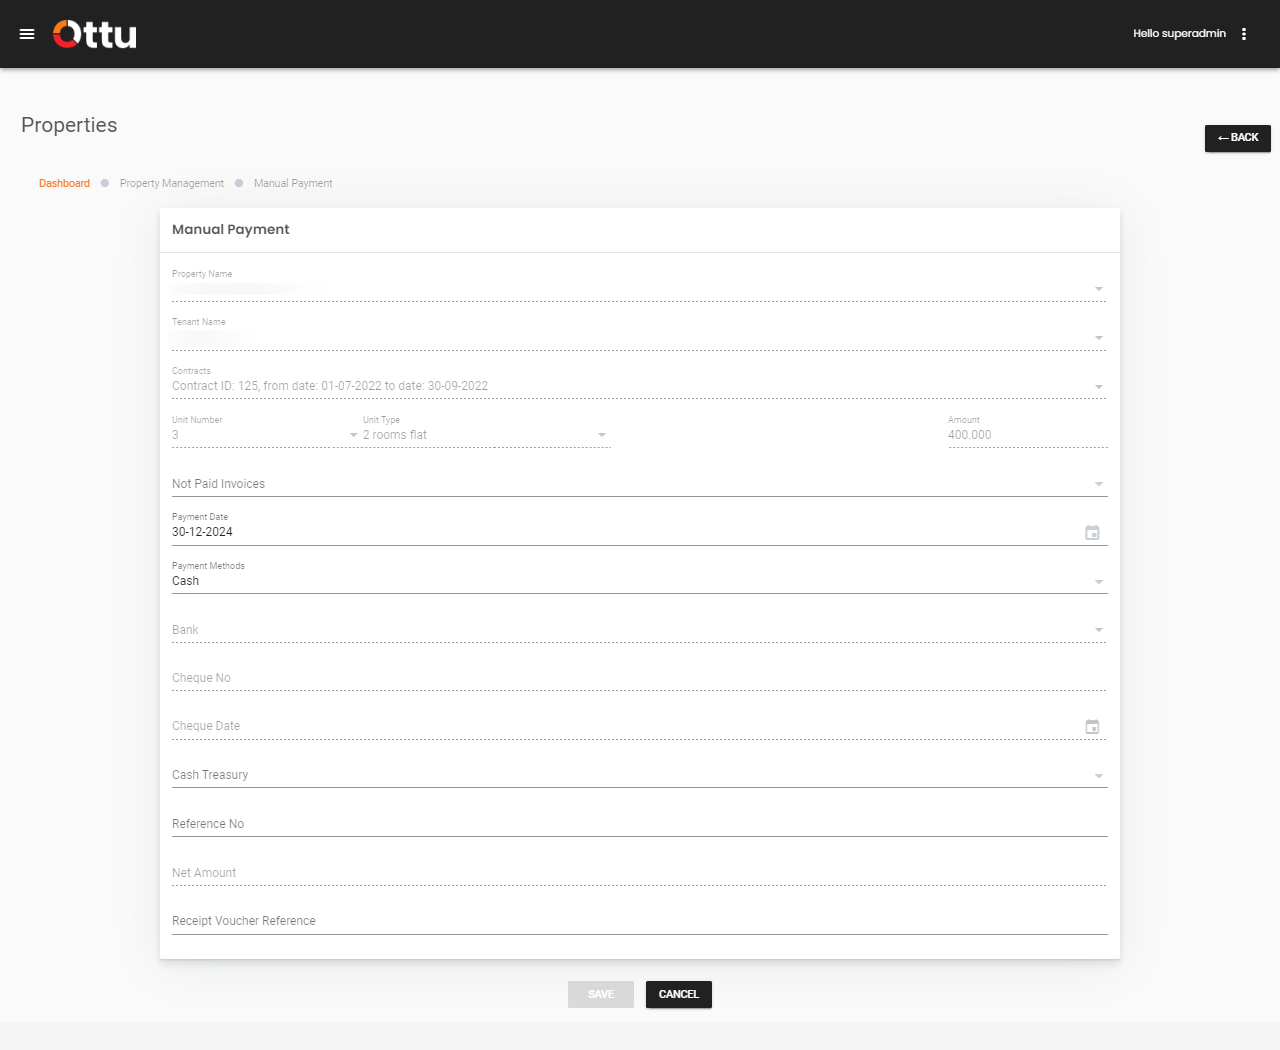 Ottu
Hello superadmin
Properties
←BACK
Dashboard
Property Management
Manual Payment
Manual Payment
Property Name
Tenant Name
Contracts
Contract ID: 125, from date: 01-07-2022 to date: 30-09-2022
Unit Number
Unit Type
Amount
3
2 rooms flat
400.000
Not Paid Invoices
Payment Date
30-12-2024
Payment Methods
Cash
Bank
Cheque No
Cheque Date
Cash Treasury
Reference No
Net Amount
Receipt Voucher Reference
SAVE
CANCEL